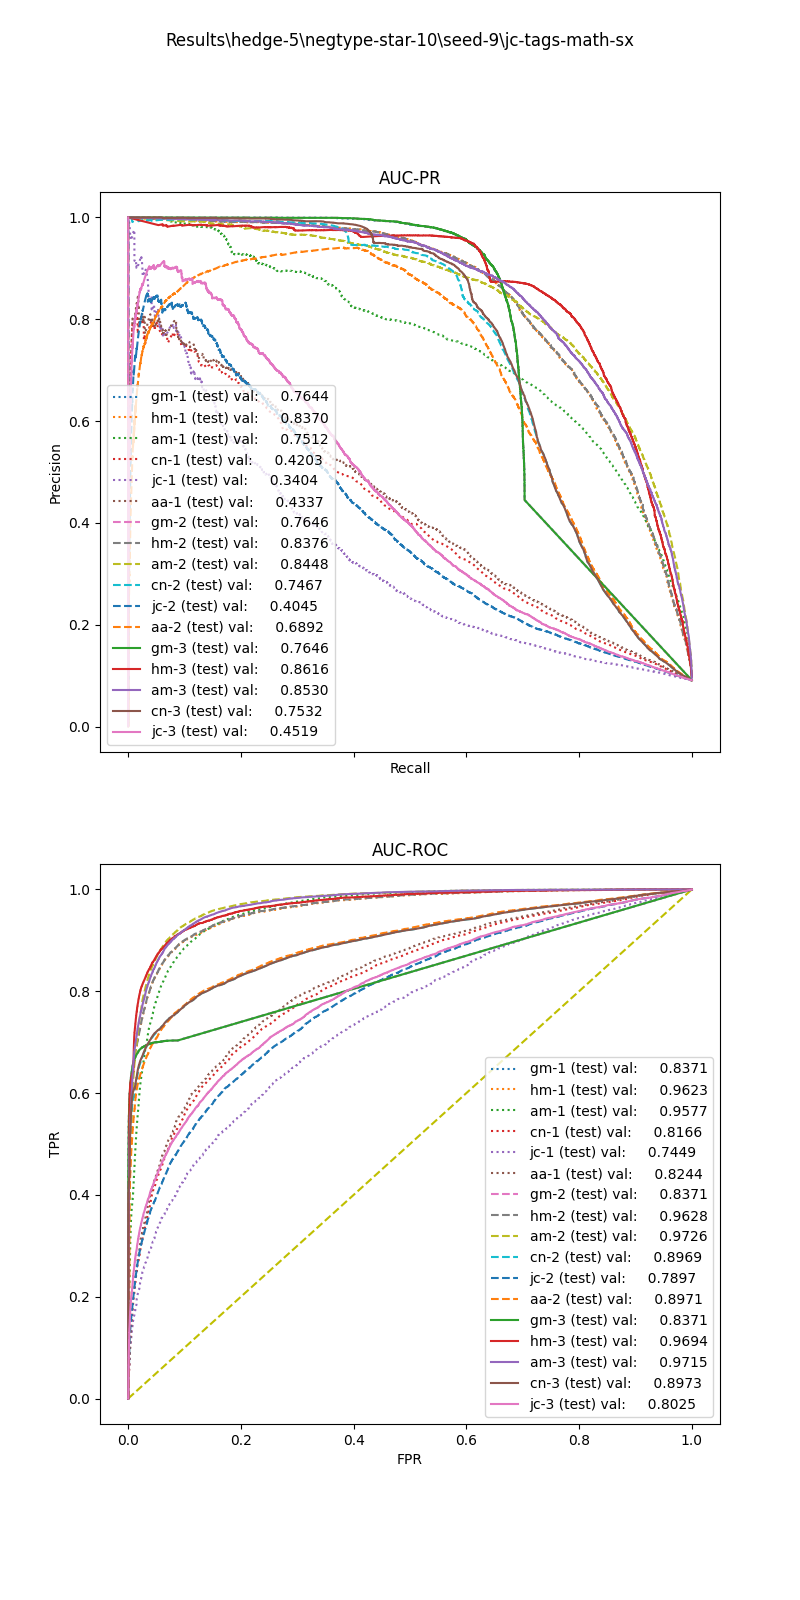 Results\hedge-5\negtype-star-10\seed-9\jc-tags-math-sx
AUC-PR
1.0
0.8
0.6
0.4
0.2
0.0
Precision
gm-1 (test) val: 0.7644
hm-1 (test) val: 0.8370
am-1 (test) val: 0.7512
cn-1 (test) val: 0.4203
jc-1 (test) val: 0.3404
aa-1 (test) val: 0.4337
gm-2 (test) val: 0.7646
hm-2 (test) val: 0.8376
am-2 (test) val: 0.8448
cn-2 (test) val: 0.7467
jc-2 (test) val: 0.4045
aa-2 (test) val: 0.6892
gm-3 (test) val: 0.7646
hm-3 (test) val: 0.8616
am-3 (test) val: 0.8530
cn-3 (test) val: 0.7532
jc-3 (test) val: 0.4519
Recall
AUC-ROC
1.0
0.8
0.6
0.4
0.2
0.0
TPR
gm-1 (test) val: 0.8371
hm-1 (test) val: 0.9623
am-1 (test) val: 0.9577
cn-1 (test) val: 0.8166
jc-1 (test) val: 0.7449
aa-1 (test) val: 0.8244
gm-2 (test) val: 0.8371
hm-2 (test) val: 0.9628
am-2 (test) val: 0.9726
cn-2 (test) val: 0.8969
jc-2 (test) val: 0.7897
aa-2 (test) val: 0.8971
gm-3 (test) val: 0.8371
hm-3 (test) val: 0.9694
am-3 (test) val: 0.9715
cn-3 (test) val: 0.8973
jc-3 (test) val: 0.8025
0.0 0.2 0.4 0.6 0.8 1.0
FPR